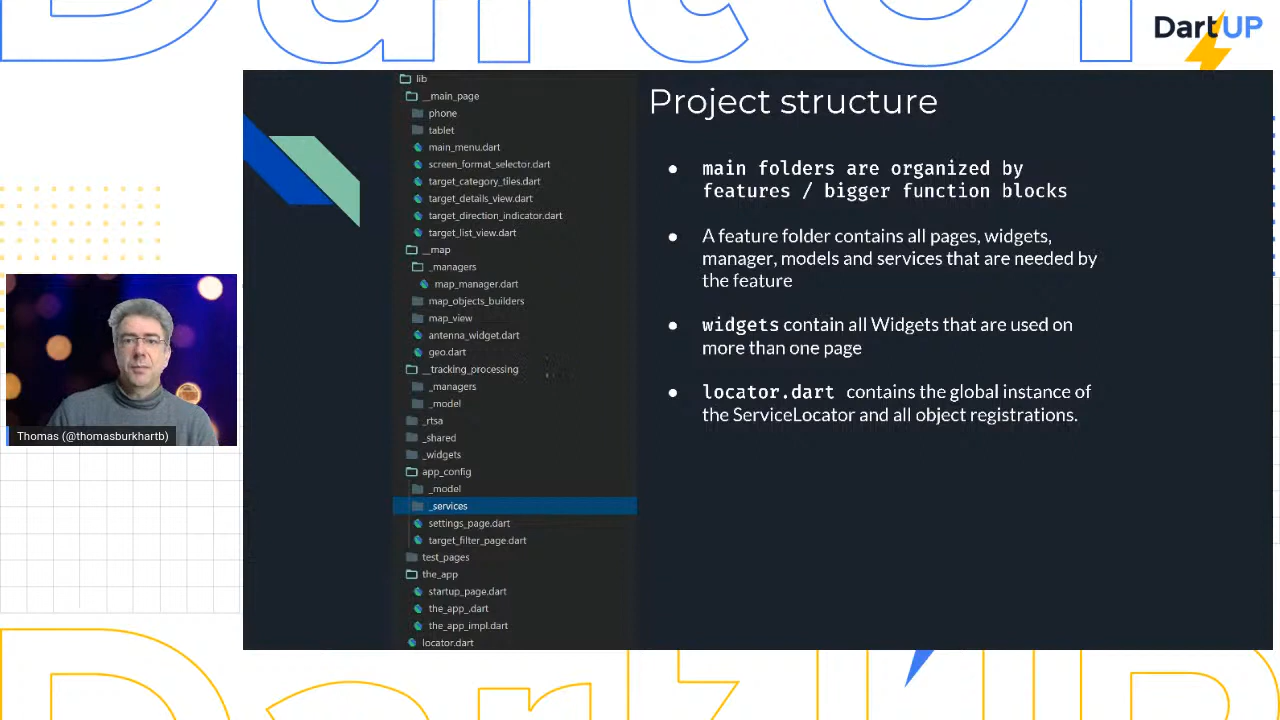 DartUP
lib
__main_page
phone
tablet
main_menu.dart
screen_format_selector.dart
target_category_tiles.dart
target_details_view.dart
target_direction_indicator.dart
target_list_view.dart
__map
_managers
map_manager.dart
map_objects_builders
map_view
antenna_widget.dart
geo.dart
__tracking_processing
_managers
_model
_rtsa
_shared
_widgets
app_config
_model
_services
settings_page.dart
target_filter_page.dart
test_pages
the_app
startup_page.dart
the_app_.dart
the_app_impl.dart
locator.dart
Project structure
● main folders are organized by
features / bigger function blocks
● A feature folder contains all pages, widgets,
manager, models and services that are needed by
the feature
● widgets contain all Widgets that are used on
more than one page
● locator.dart contains the global instance of
the ServiceLocator and all object registrations.
Thomas (@thomasburkhartb)